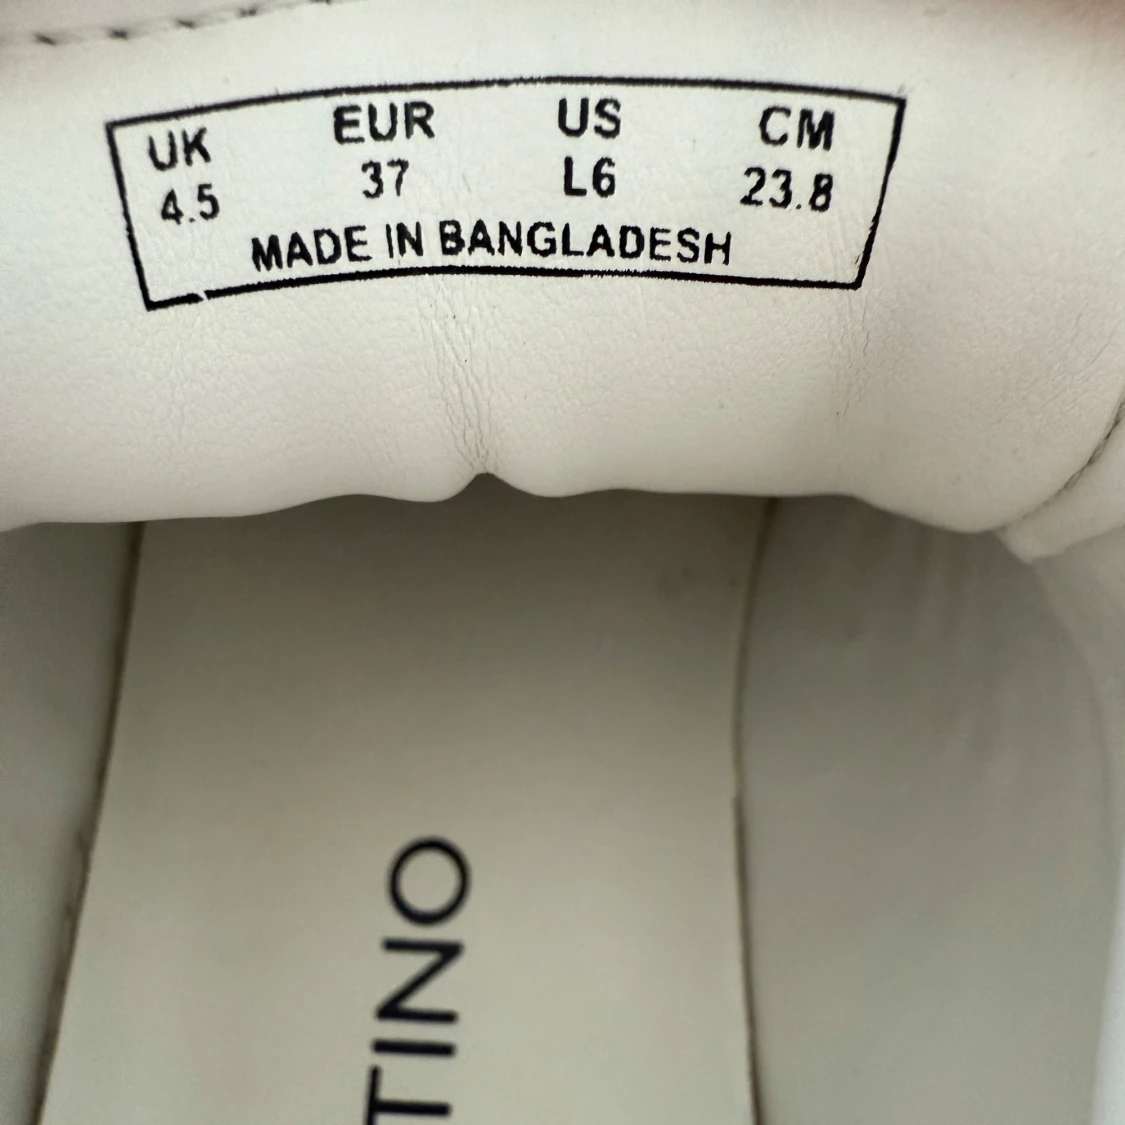 UK EUR US CM
4.5 37 L6 23.8
MADE IN BANGLADESH
TINO